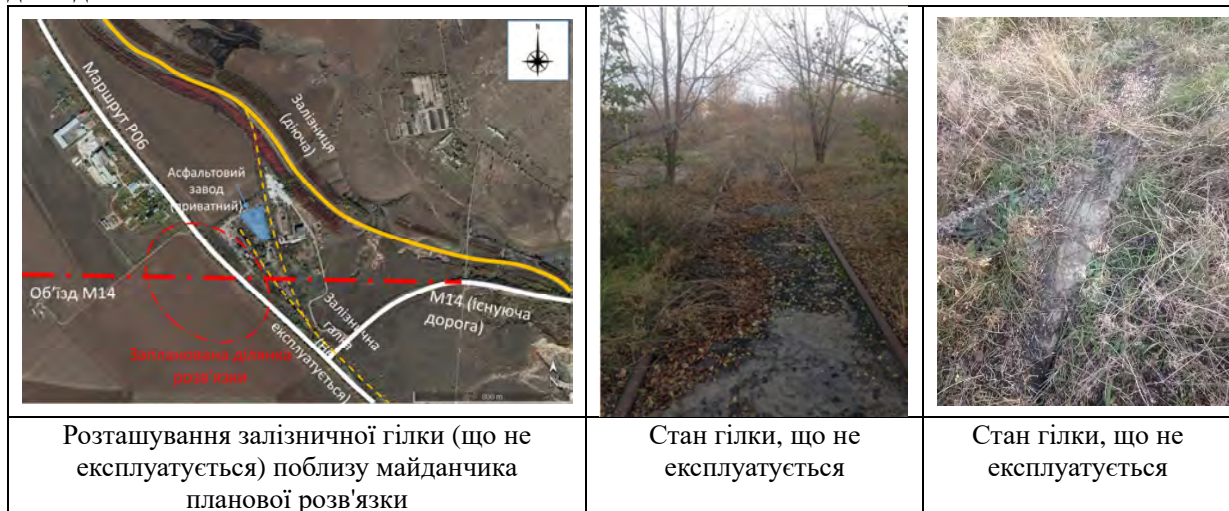 N
Маршрут Р06
Залізниця
(діюча)
Асфальтовий
завод
(приватний)
Об'їзд М14
М14 (Існуюча
дорога)
Залізнична
експлуатується)
Запланована ділянка
розв'язки
Розташування залізничної гілки (що не
експлуатується) поблизу майданчика
планової розв'язки
Стан гілки, що не
експлуатується
Стан гілки, що не
експлуатується